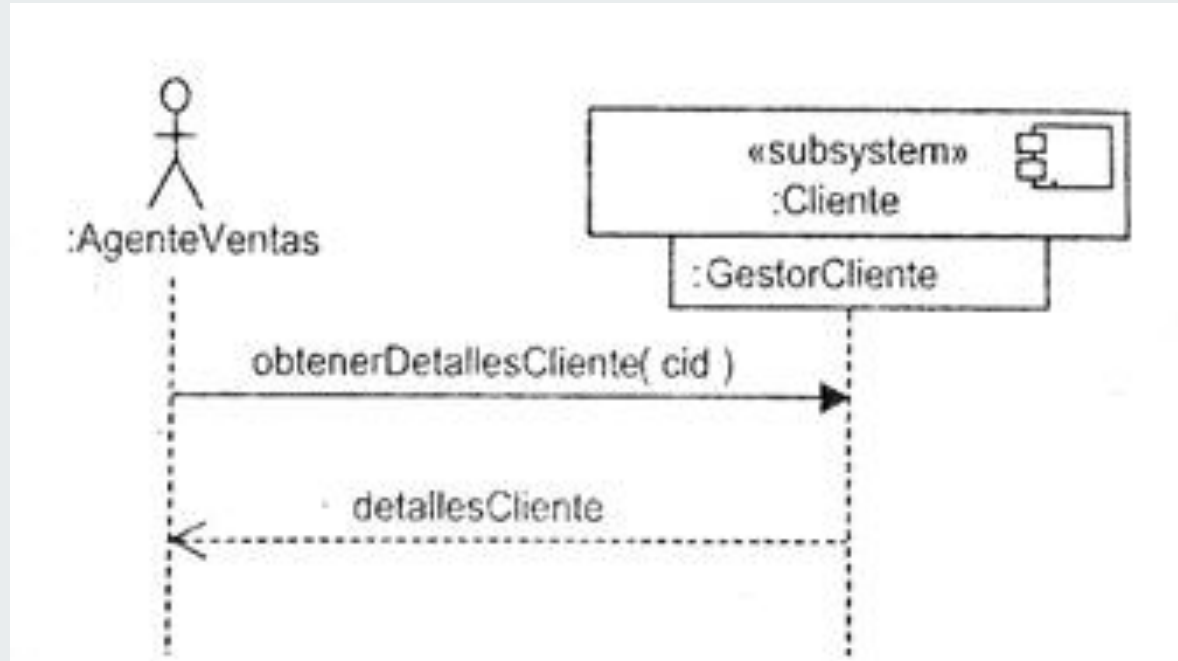 «subsystem»
:Cliente
:AgenteVentas
:GestorCliente
obtenerDetallesCliente( cid )
detallesCliente